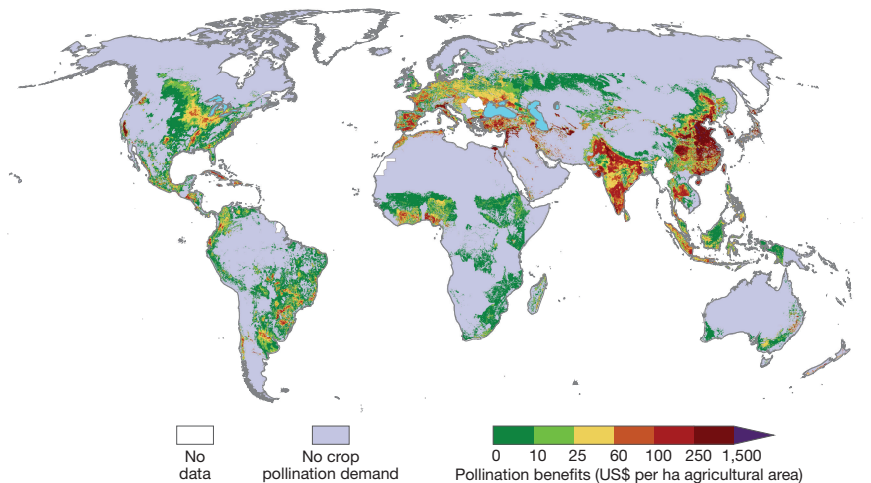 No
data
No crop
pollination demand
0 10 25 60 100 250 1,500
Pollination benefits (US$ per ha agricultural area)